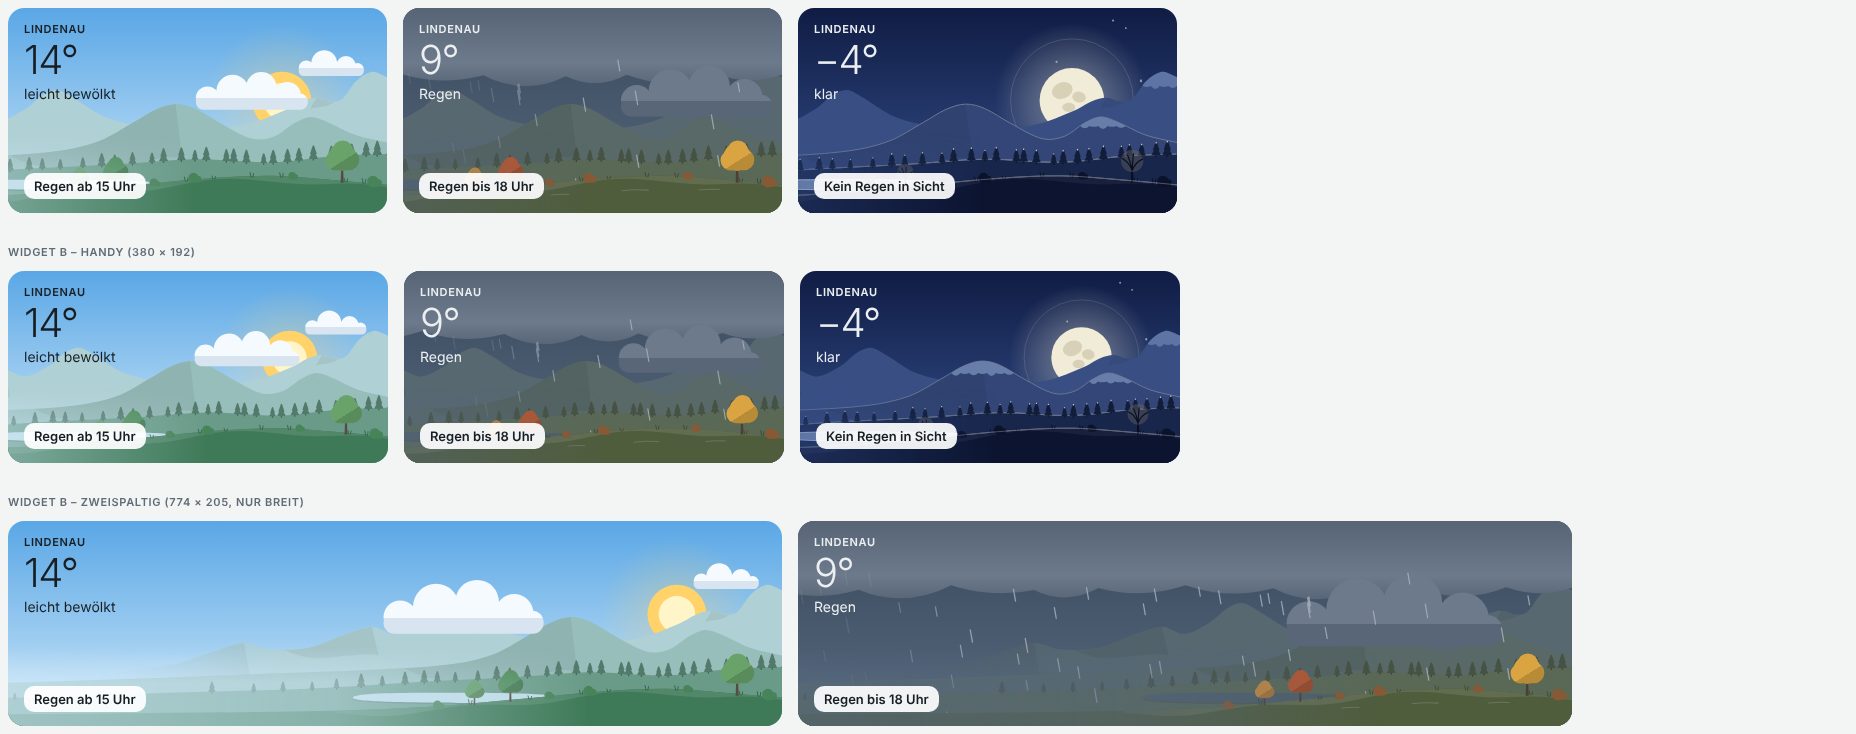 LINDENAU
14°
leicht bewölkt
Regen ab 15 Uhr
LINDENAU
9°
Regen
Regen bis 18 Uhr
LINDENAU
−4°
klar
Kein Regen in Sicht
WIDGET B – HANDY (380 × 192)
LINDENAU
14°
leicht bewölkt
Regen ab 15 Uhr
LINDENAU
9°
Regen
Regen bis 18 Uhr
LINDENAU
−4°
klar
Kein Regen in Sicht
WIDGET B – ZWEISPALTIG (774 × 205, NUR BREIT)
LINDENAU
14°
leicht bewölkt
Regen ab 15 Uhr
LINDENAU
9°
Regen
Regen bis 18 Uhr